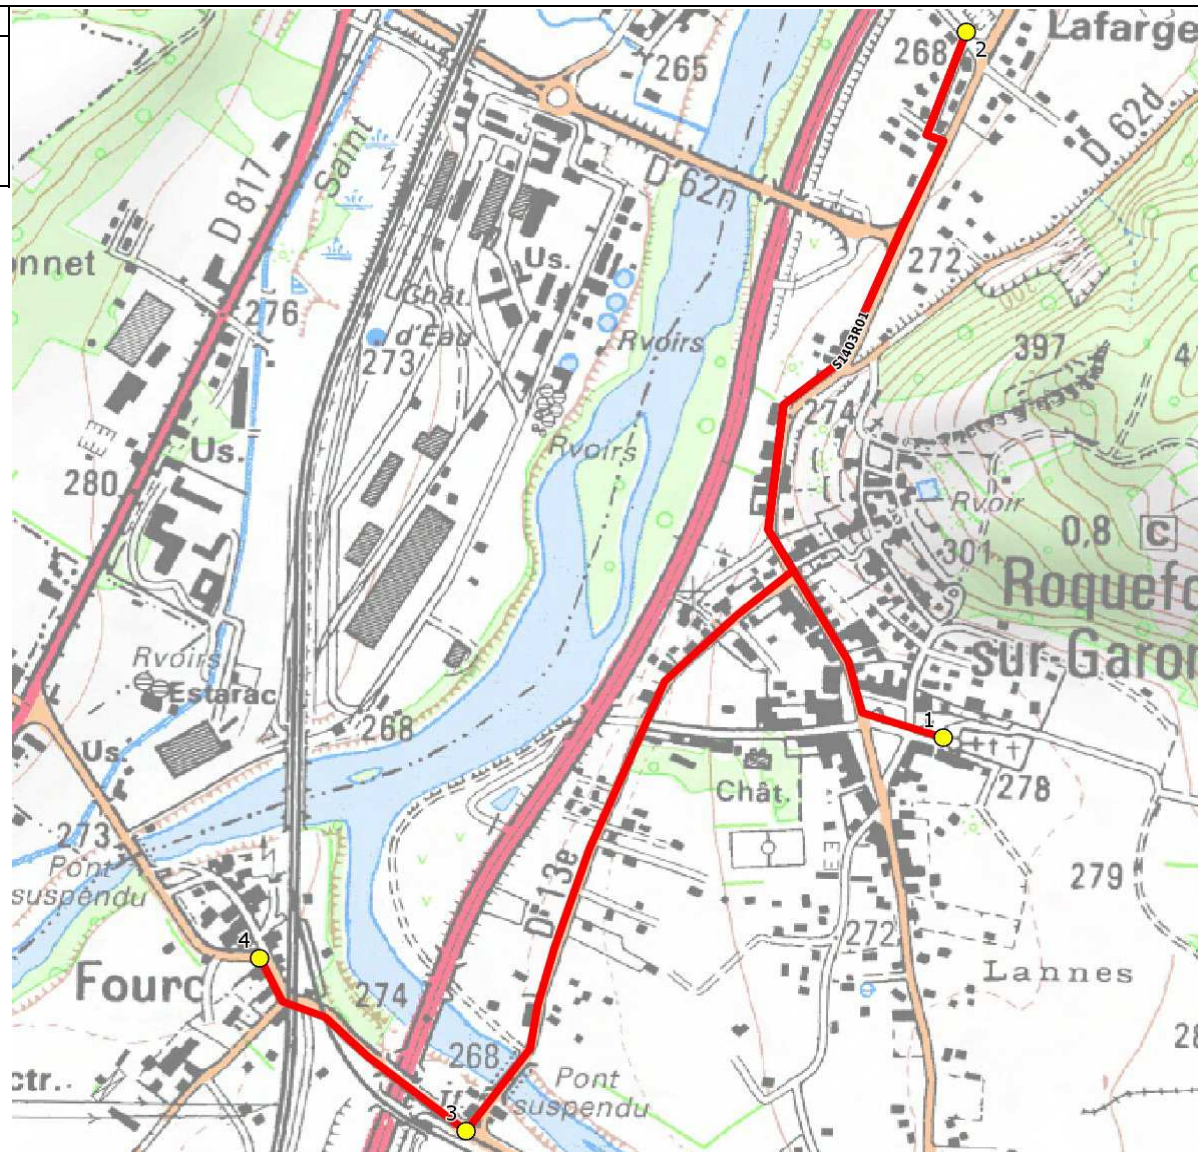 Lafarge
268
2
265
D 62d
D 62n
Saint
D 817
Us.
onnet
272
Chât.
276
d'Eau
Rvoirs
S1403R01
273
397
274
Us.
Rvoirs
280
Rvoir
0,8 C
301
Roquefo
sur-Garon
Rvoirs
Estarac
268
1
Us.
Chât.
278
273
Pont
suspendu
D 13e
279
272
4
Fourc
274
Lannes
268
28
Pont
suspendu
ctr.
3